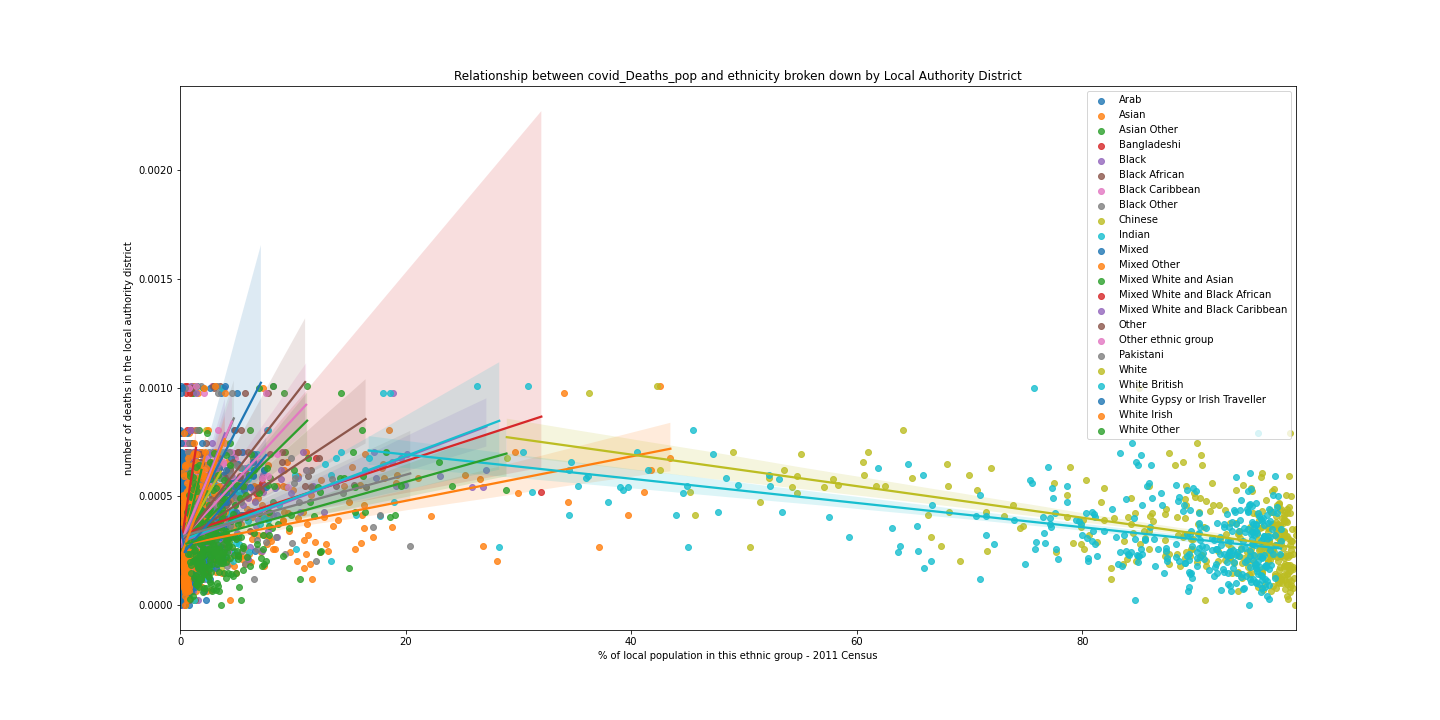 Relationship between covid_Deaths_pop and ethnicity broken down by Local Authority District
number of deaths in the local authority district
0.0020
0.0015
0.0010
0.0005
0.0000
0
20
40
60
80
% of local population in this ethnic group - 2011 Census
Arab
Asian
Asian Other
Bangladeshi
Black
Black African
Black Caribbean
Black Other
Chinese
Indian
Mixed
Mixed Other
Mixed White and Asian
Mixed White and Black African
Mixed White and Black Caribbean
Other
Other ethnic group
Pakistani
White
White British
White Gypsy or Irish Traveller
White Irish
White Other